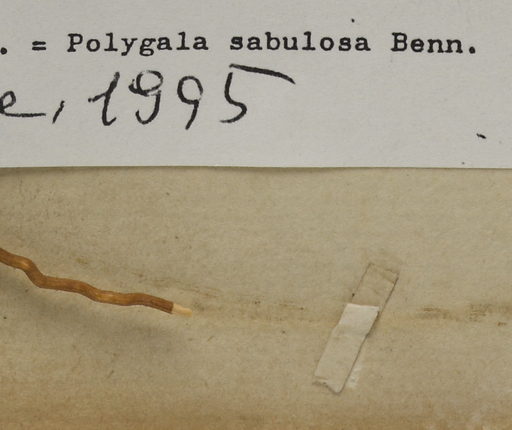 . = Polygala sabulosa Benn.
e, 1995